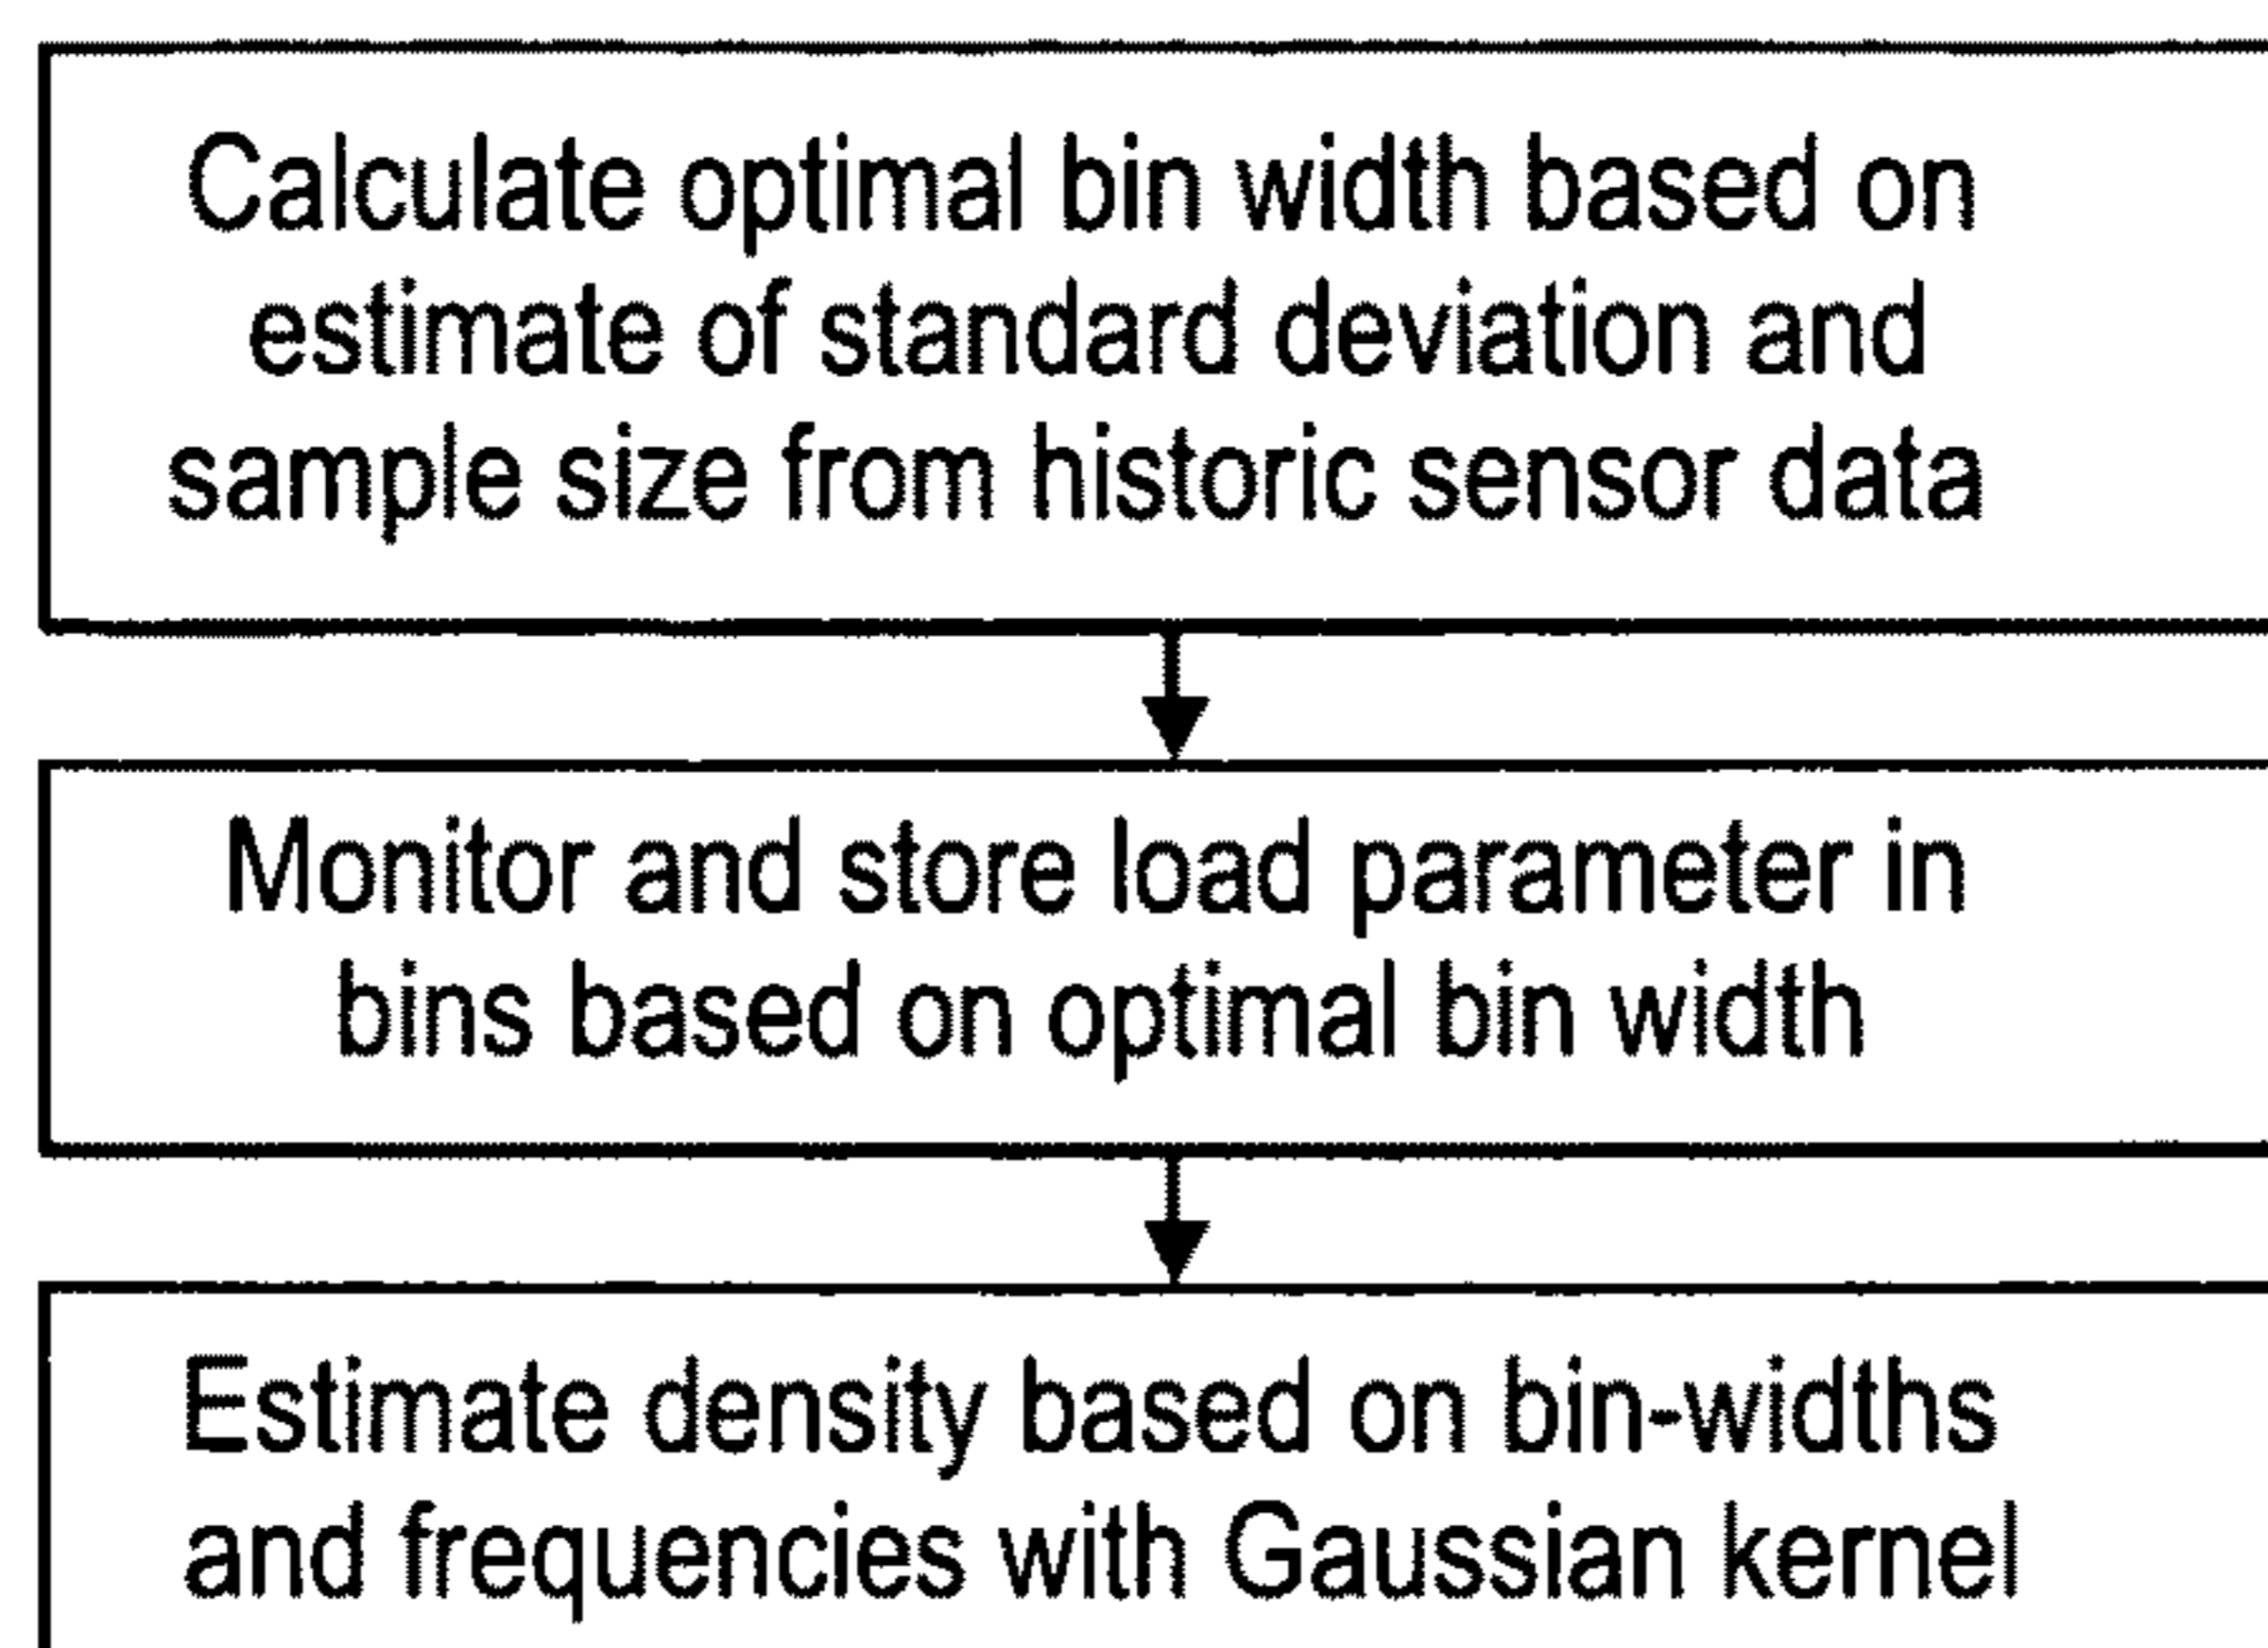 Calculate optimal bin width based on
estimate of standard deviation and
sample size from historic sensor data
Monitor and store load parameter in
bins based on optimal bin width
Estimate density based on bin-widths
and frequencies with Gaussian kernel